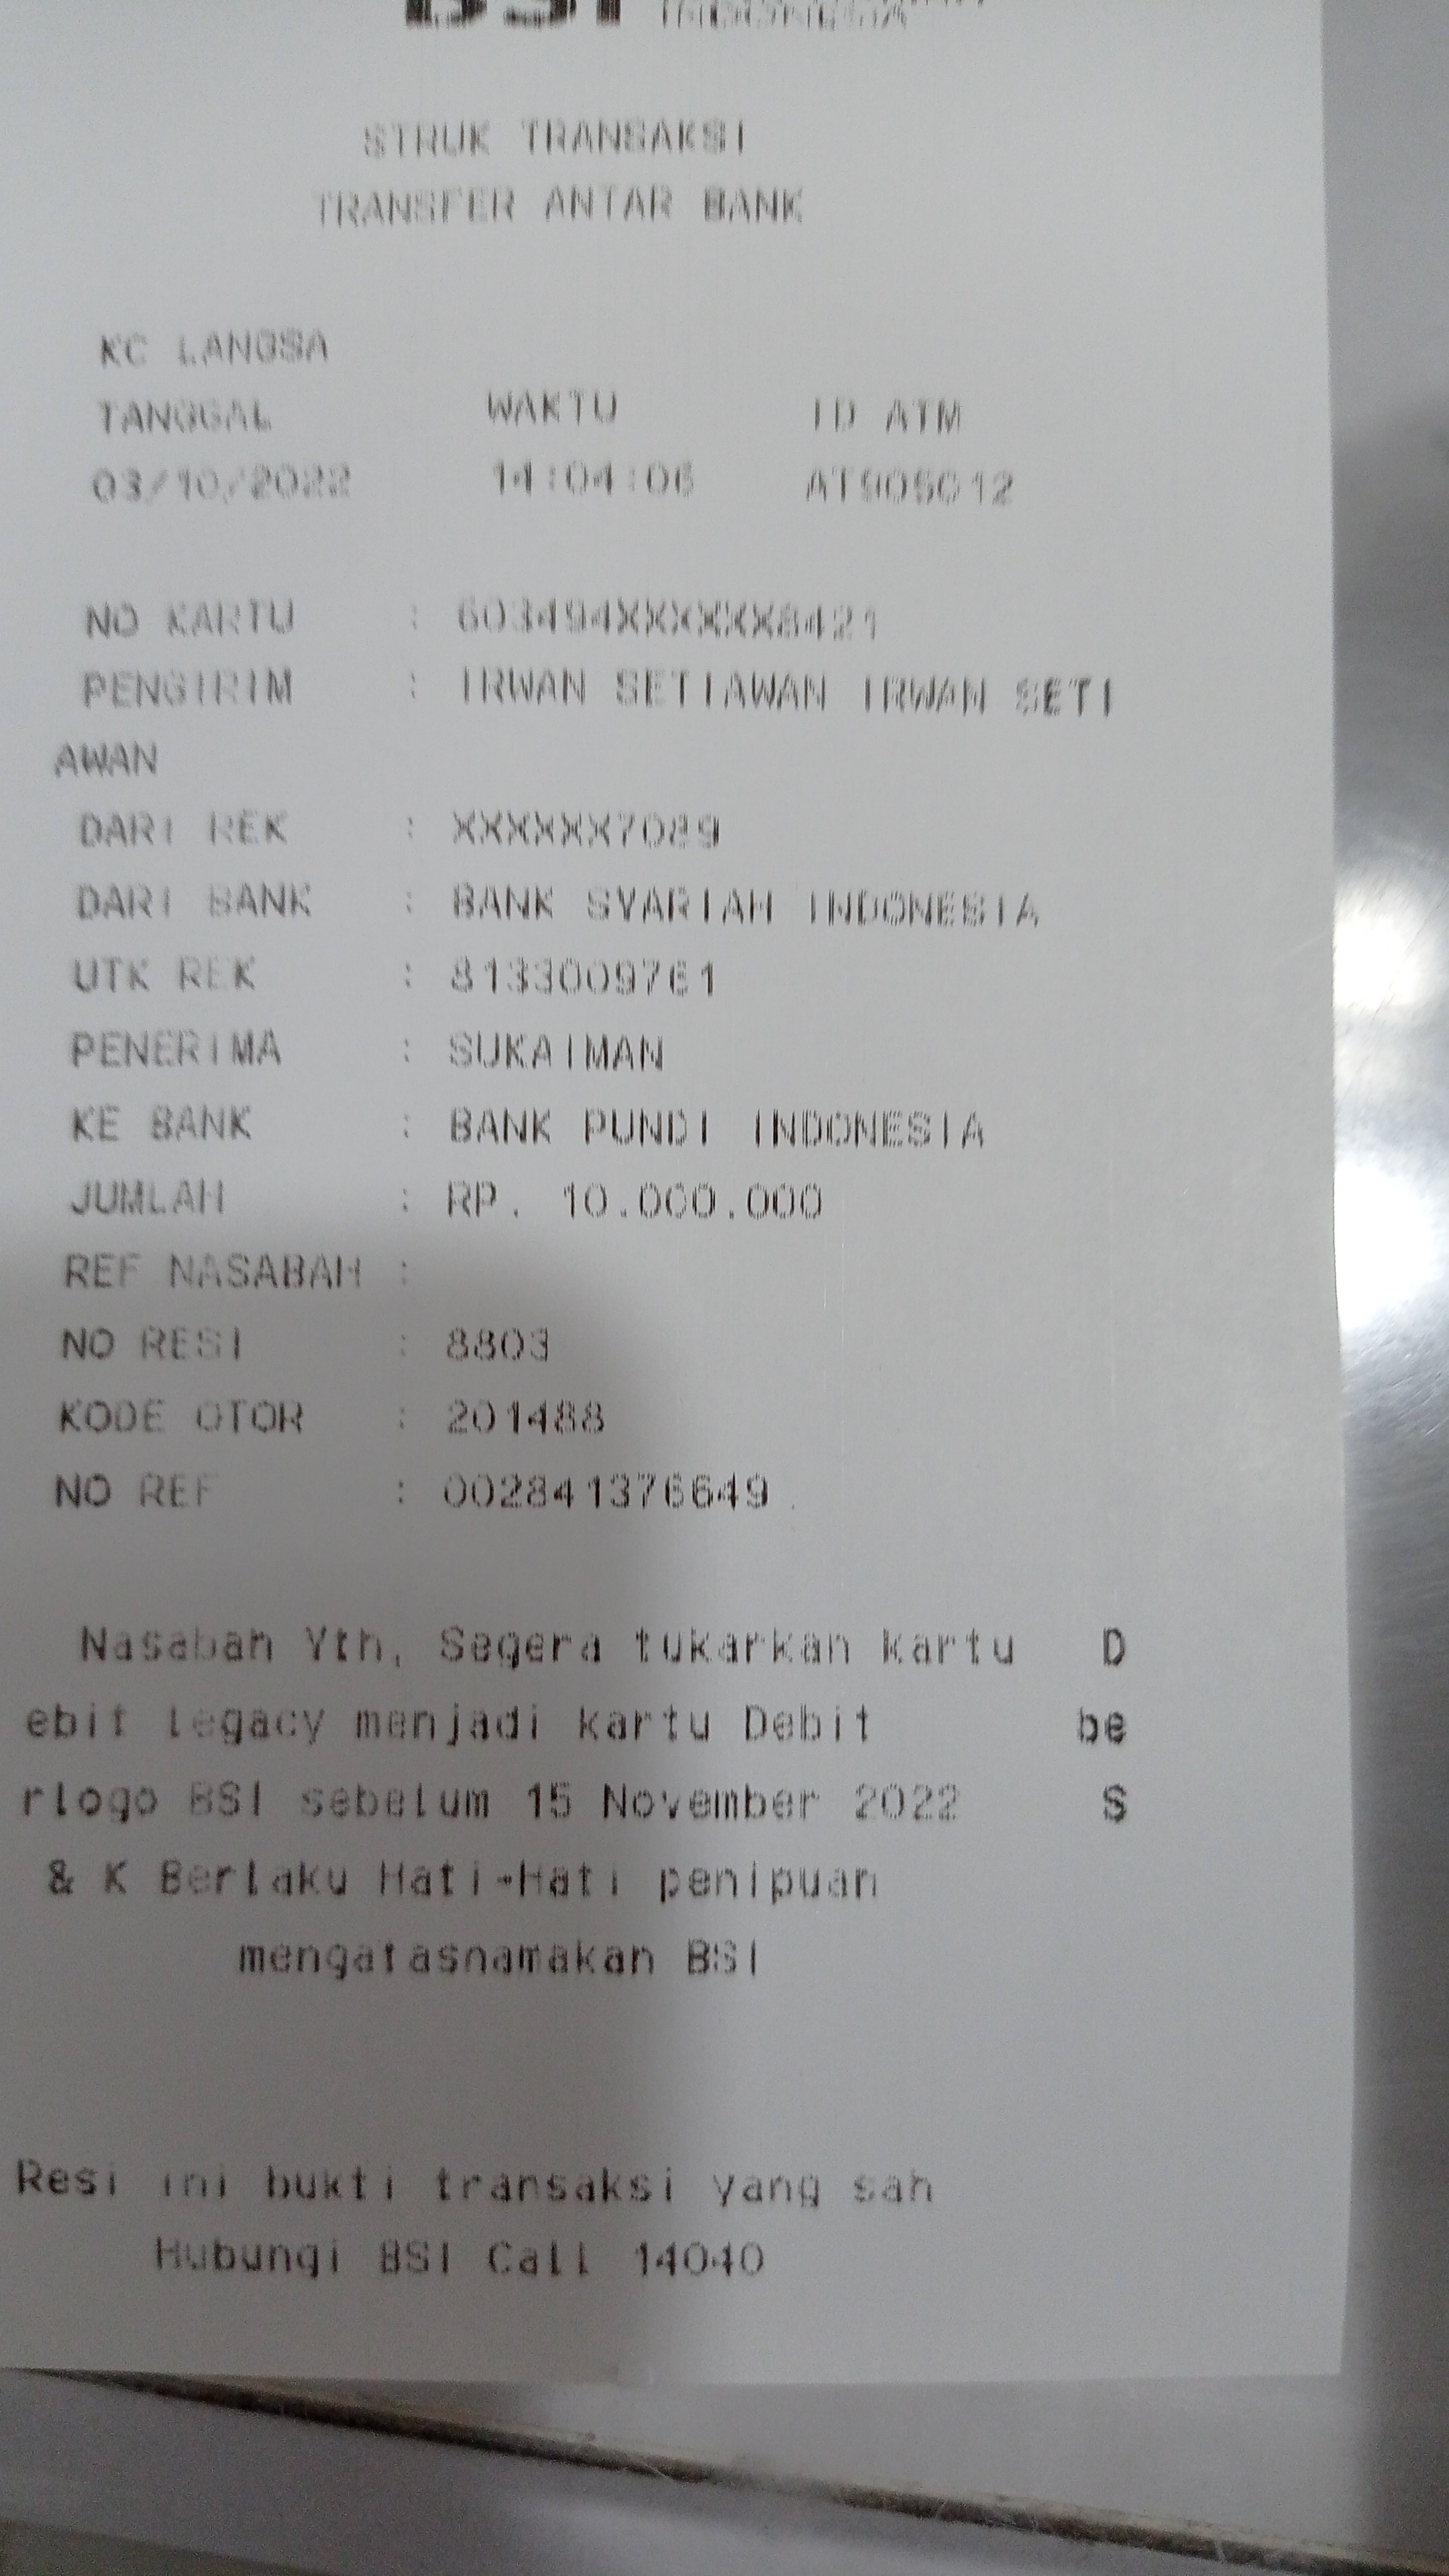 BSI INDONESIA
STRUK TRANSAKSI
TRANSFER ANTAR BANK
KC LANGSA
TANGGAL WAKTU ID ATM
03/10/2022 14:04:06
NO KARTU : 603494XXXXXX8421
PENGIRIM : IRWAN SETIAWAN IRWAN SETI
AWAN
DARI REK : XXXXXX7089
DARI BANK : BANK SYARIAH INDONESIA
UTK REK : 8133009761
PENERIMA : SUKAIMAN
KE BANK : BANK PUNDI INDONESIA
JUMLAH : RP. 10.000.000
REF NASABAH :
NO RESI : 8803
KODE OTOR : 201488
NO REF : 002841376649
Nasabah Yth, Segera tukarkan kartu D
ebit legacy menjadi kartu Debit be
rlogo BSI sebelum 15 November 2022 S
& K Berlaku Hati-Hati penipuan
mengatasnamakan BSI
Resi ini bukti transaksi yang sah
Hubungi BSI Call 14040